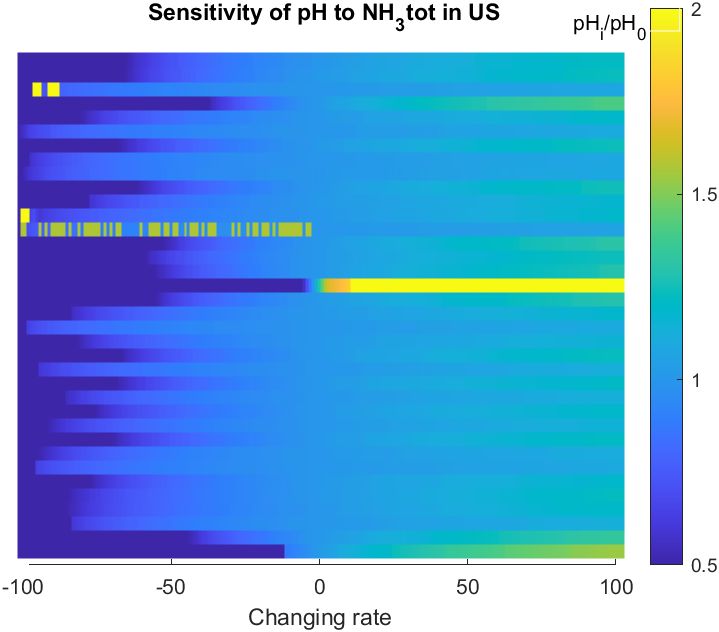 Sensitivity of pH to NH3tot in US
pHi/pH0
2
1.5
1
0.5
-100 -50 0 50 100
Changing rate